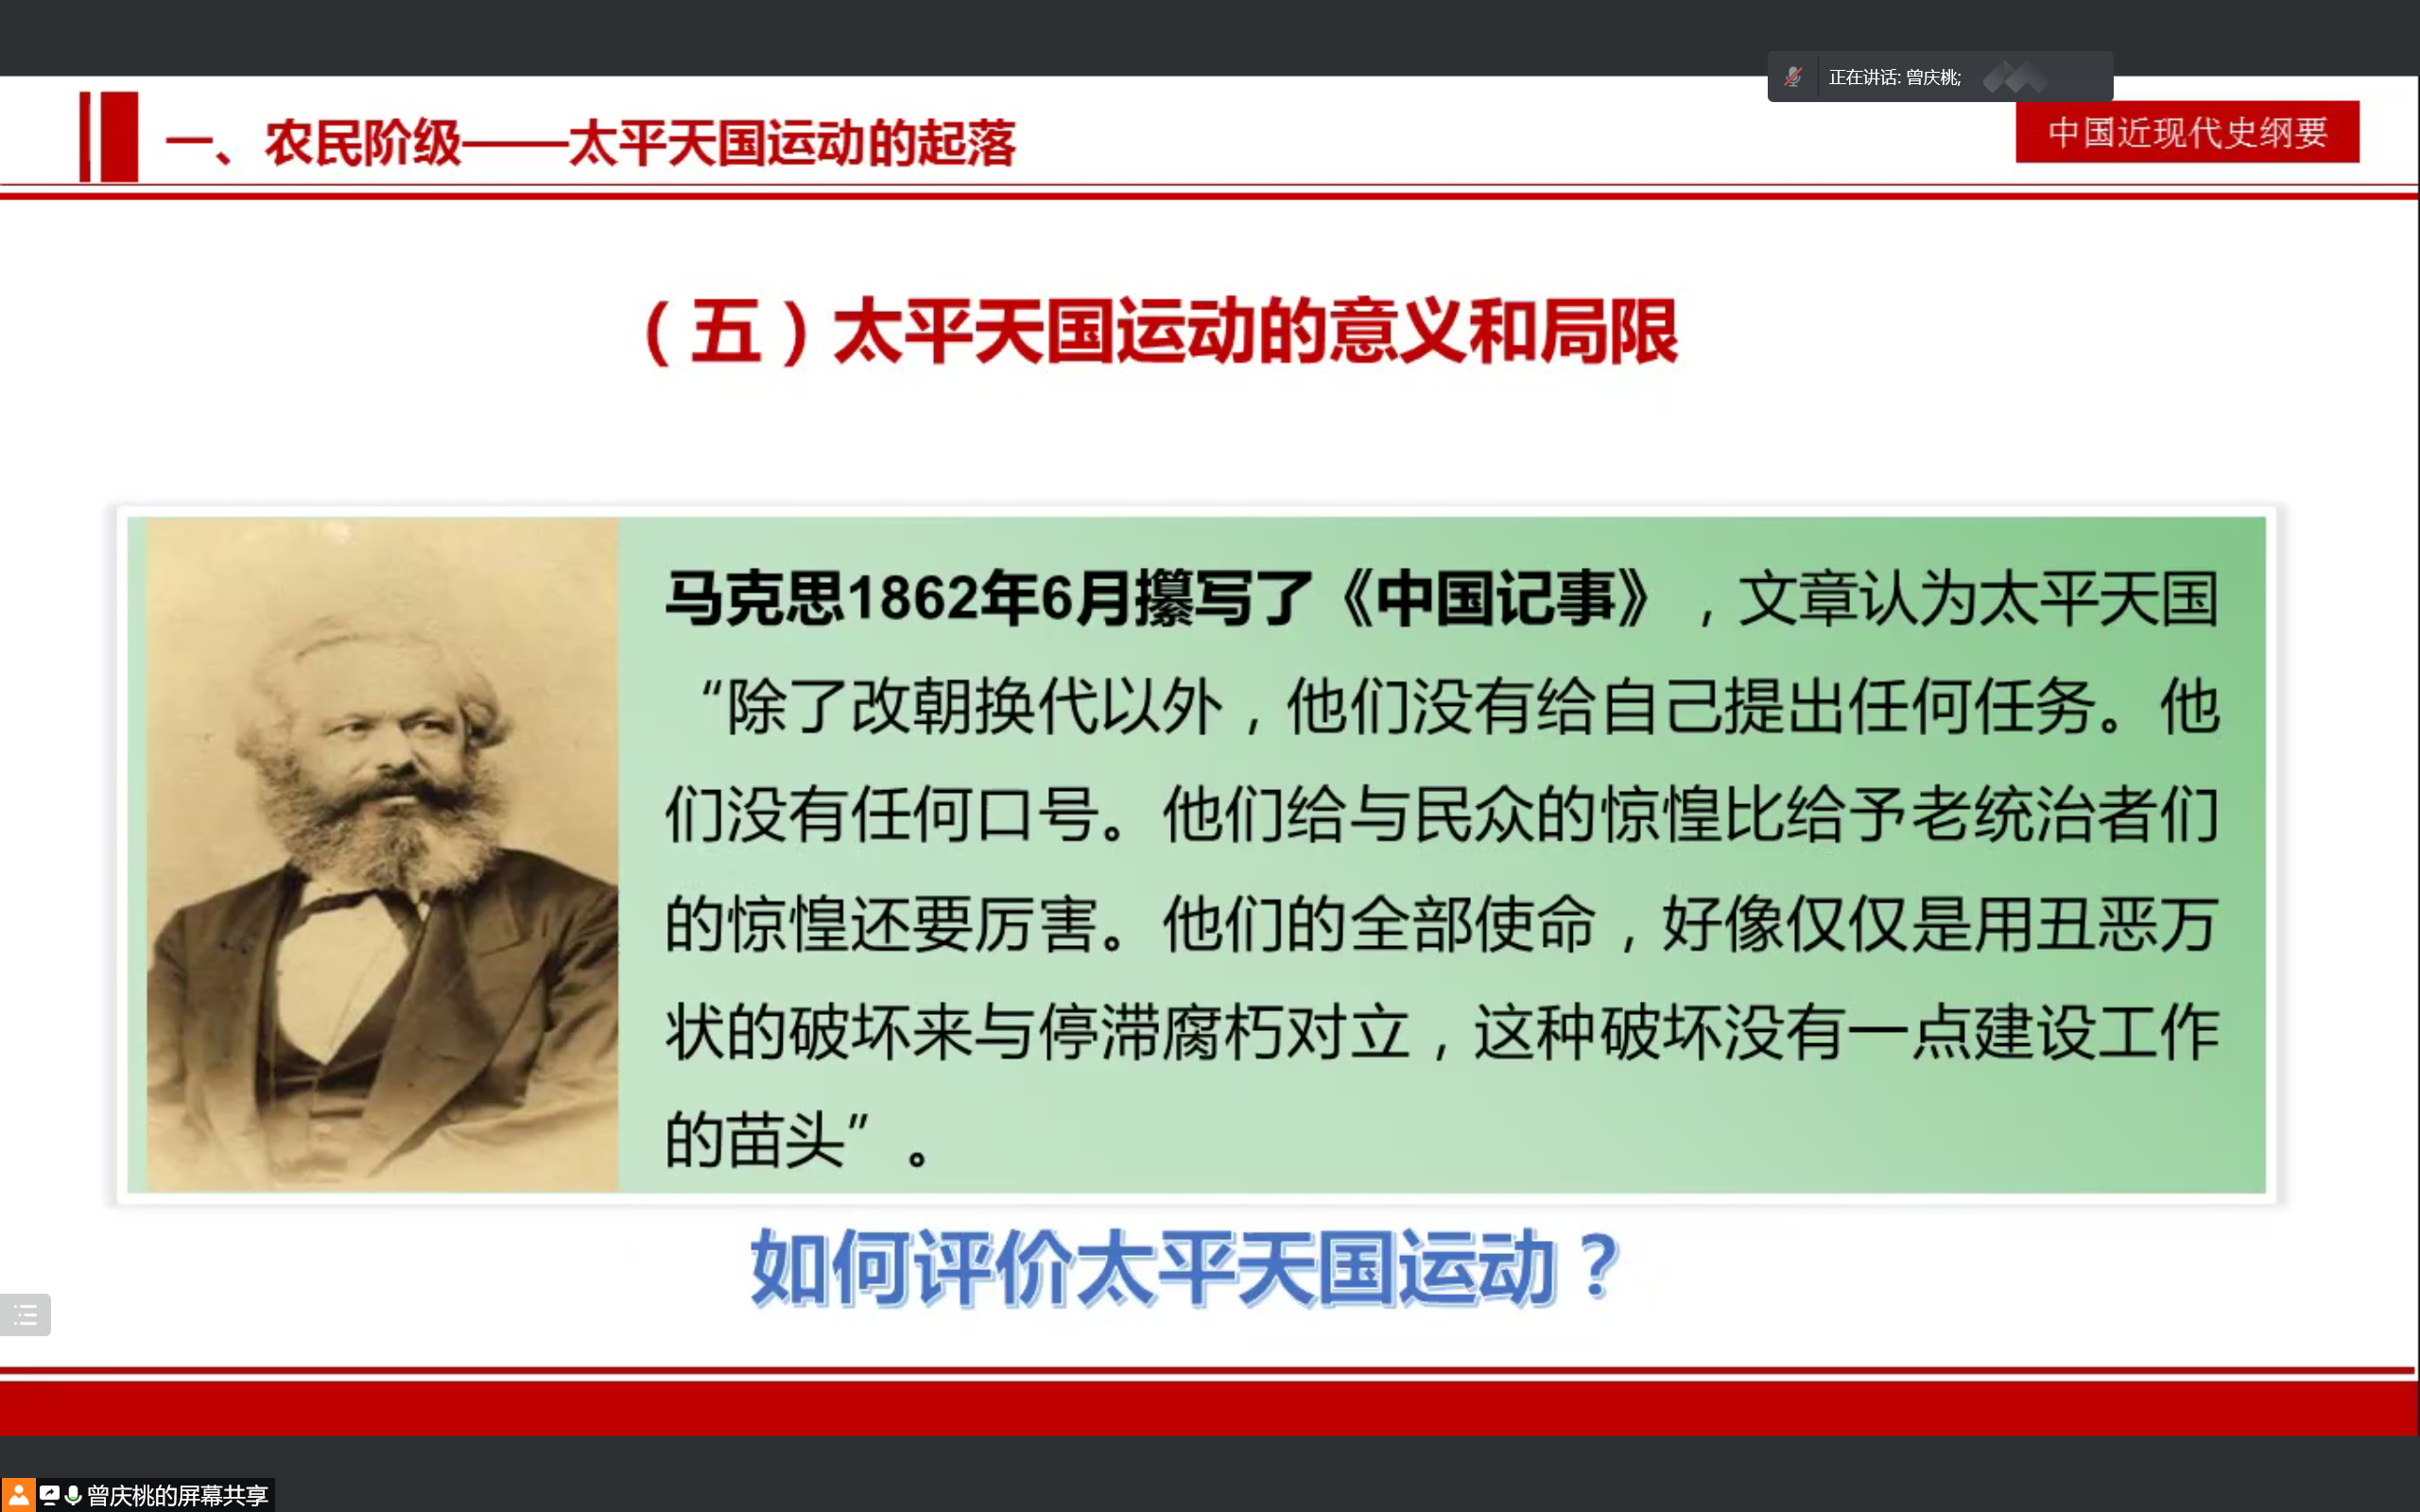 正在讲话: 曾庆桃;
一、农民阶级——太平天国运动的起落
中国近现代史纲要
（五）太平天国运动的意义和局限
马克思1862年6月撰写了《中国记事》，文章认为太平天国
“除了改朝换代以外，他们没有给自己提出任何任务。他
们没有任何口号。他们给与民众的惊惶比给予老统治者们
的惊惶还要厉害。他们的全部使命，好像仅仅是用丑恶万
状的破坏来与停滞腐朽对立，这种破坏没有一点建设工作
的苗头”。
如何评价太平天国运动？
曾庆桃的屏幕共享